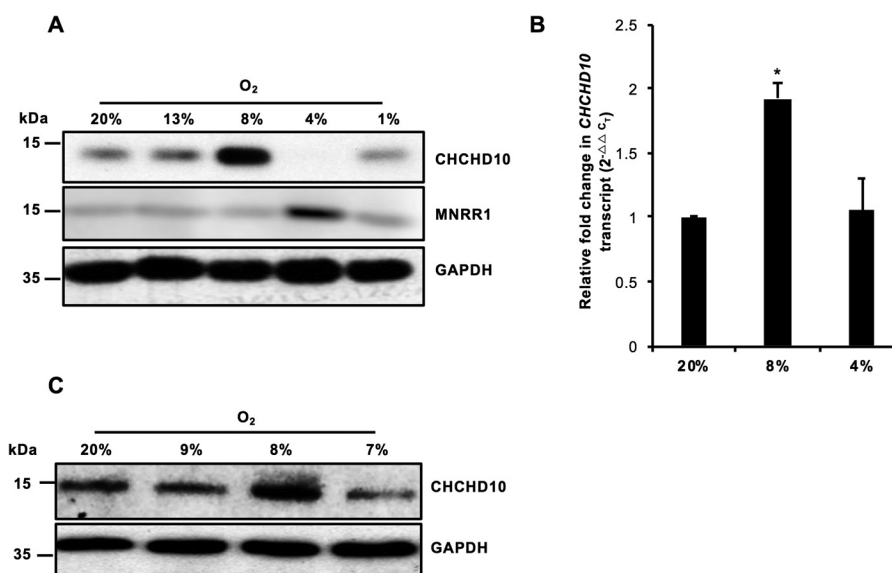 A
O₂
kDa
20% 13% 8% 4% 1%
15
CHCHD10
15
MNRR1
35
GAPDH
B
Relative fold change in CHCHD10
transcript (2-△△ CT)
2.5
2
1.5
1
0.5
0
*
20% 8% 4%
C
O₂
kDa
20% 9% 8% 7%
15
CHCHD10
35
GAPDH